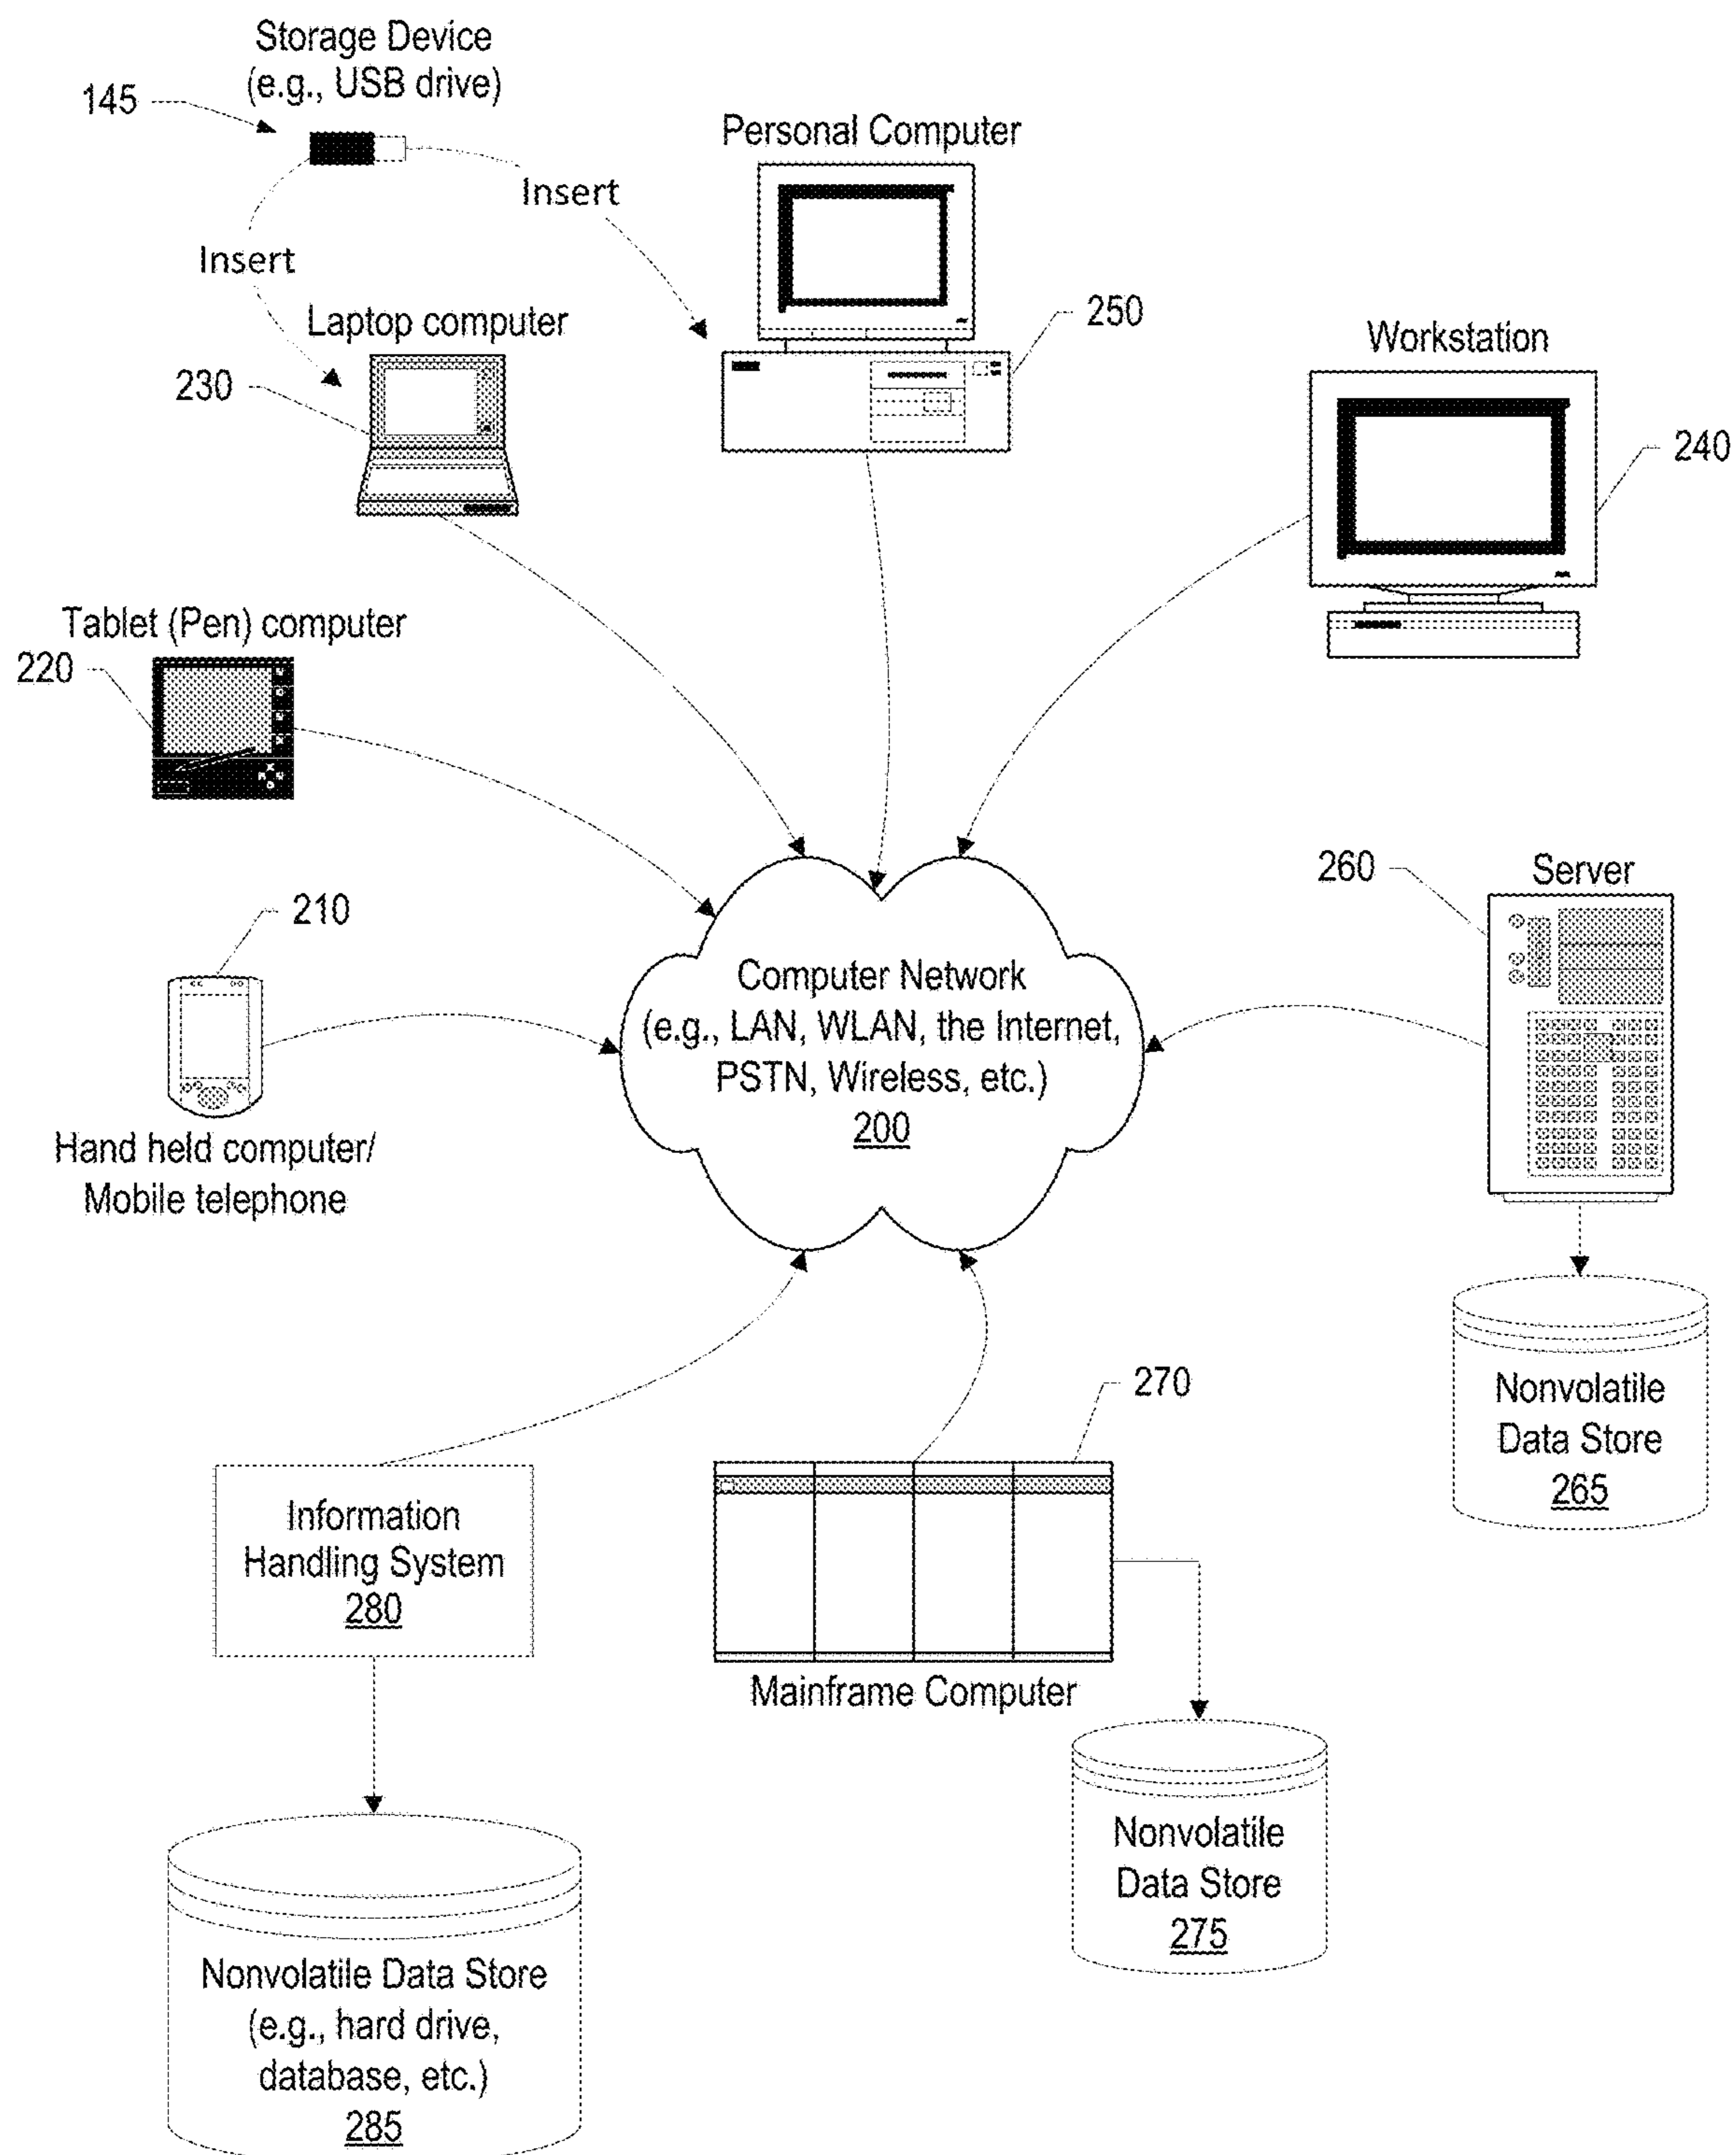 Storage Device
(e.g., USB drive)
145
Personal Computer
Insert
Insert
Laptop computer
250
Workstation
230
240
Tablet (Pen) computer
220
260
Server
210
Computer Network
(e.g., LAN, WLAN, the Internet,
PSTN, Wireless, etc.)
200
Hand held computer/
Mobile telephone
270
Nonvolatile
Data Store
265
Information
Handling System
280
Mainframe Computer
Nonvolatile
Data Store
275
Nonvolatile Data Store
(e.g., hard drive,
database, etc.)
285